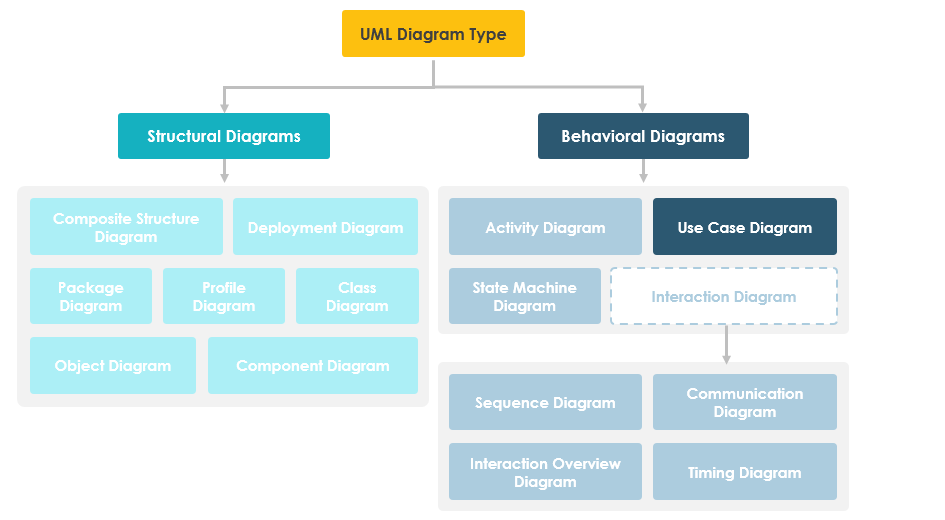 UML Diagram Type
Structural Diagrams
Behavioral Diagrams
Composite Structure
Diagram
Deployment Diagram
Package
Diagram
Profile
Diagram
Class
Diagram
Object Diagram
Component Diagram
Activity Diagram
Use Case Diagram
State Machine
Diagram
Interaction Diagram
Sequence Diagram
Communication
Diagram
Interaction Overview
Diagram
Timing Diagram